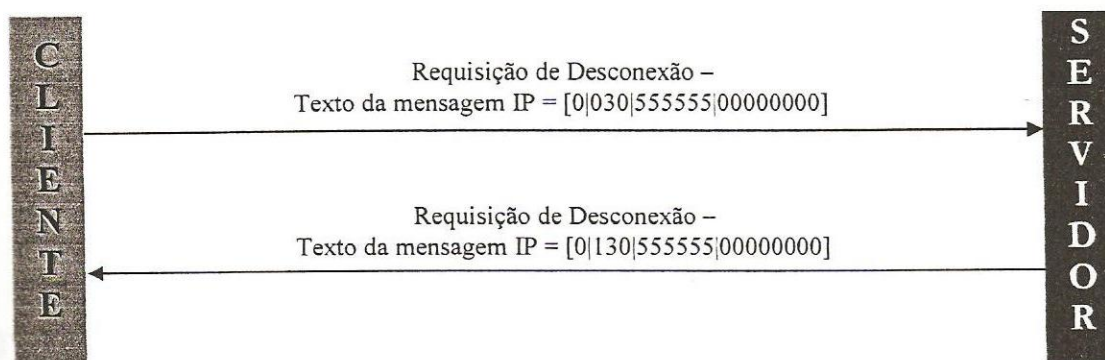 CLIENTE
Requisição de Desconexão –
Texto da mensagem IP = [0|030|555555|00000000]
Requisição de Desconexão –
Texto da mensagem IP = [0|130|555555|00000000]
SERVIDOR